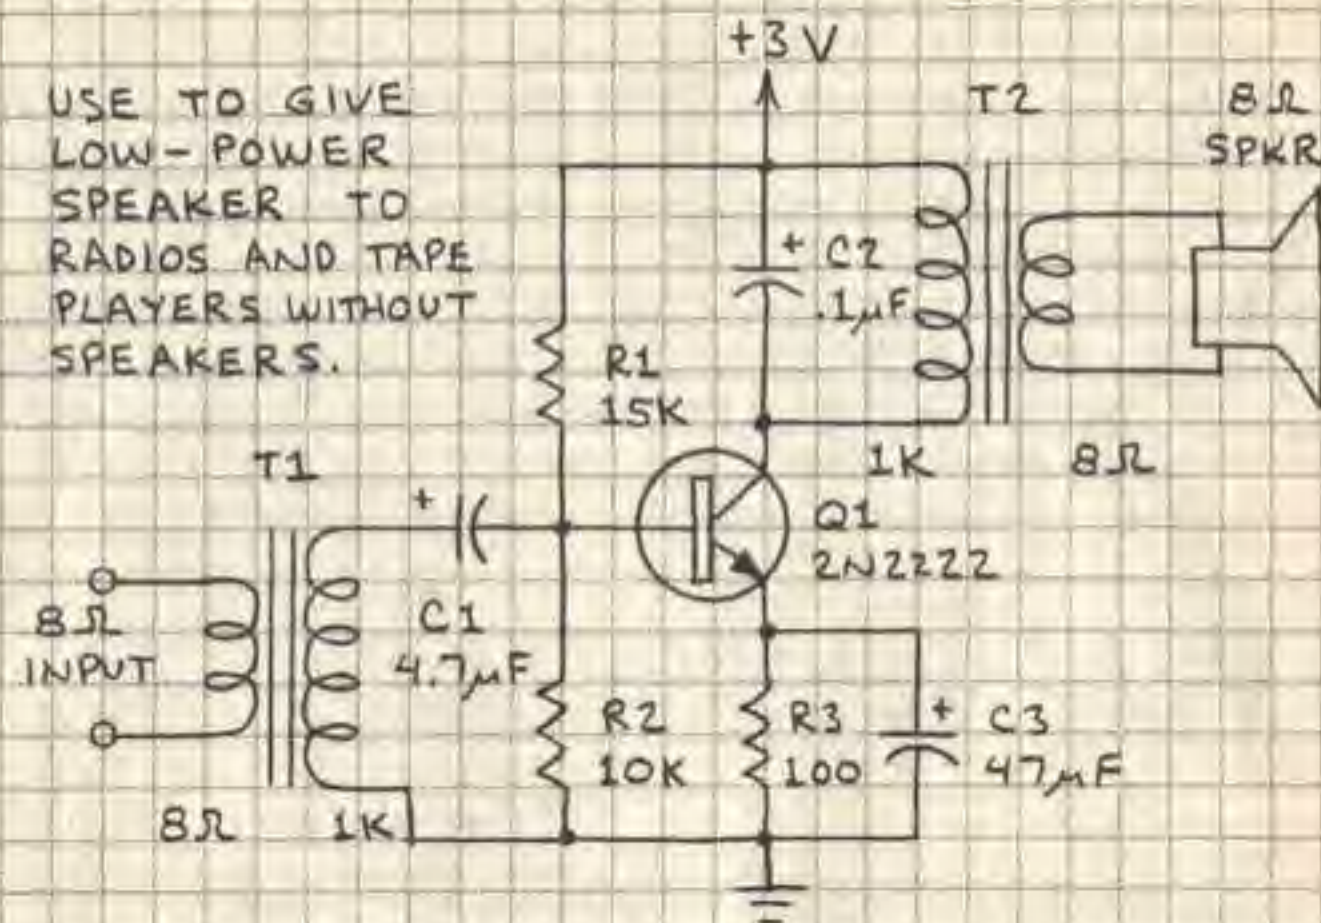 +3V
USE TO GIVE
LOW-POWER
SPEAKER TO
RADIOS AND TAPE
PLAYERS WITHOUT
SPEAKERS.
T2
8Ω
SPKR
+ C2
.1μF
R1
15K
1K
8Ω
T1
+
C1
4.7μF
Q1
2N2222
8Ω
INPUT
R2
10K
R3
100
+ C3
47μF
8Ω
1K